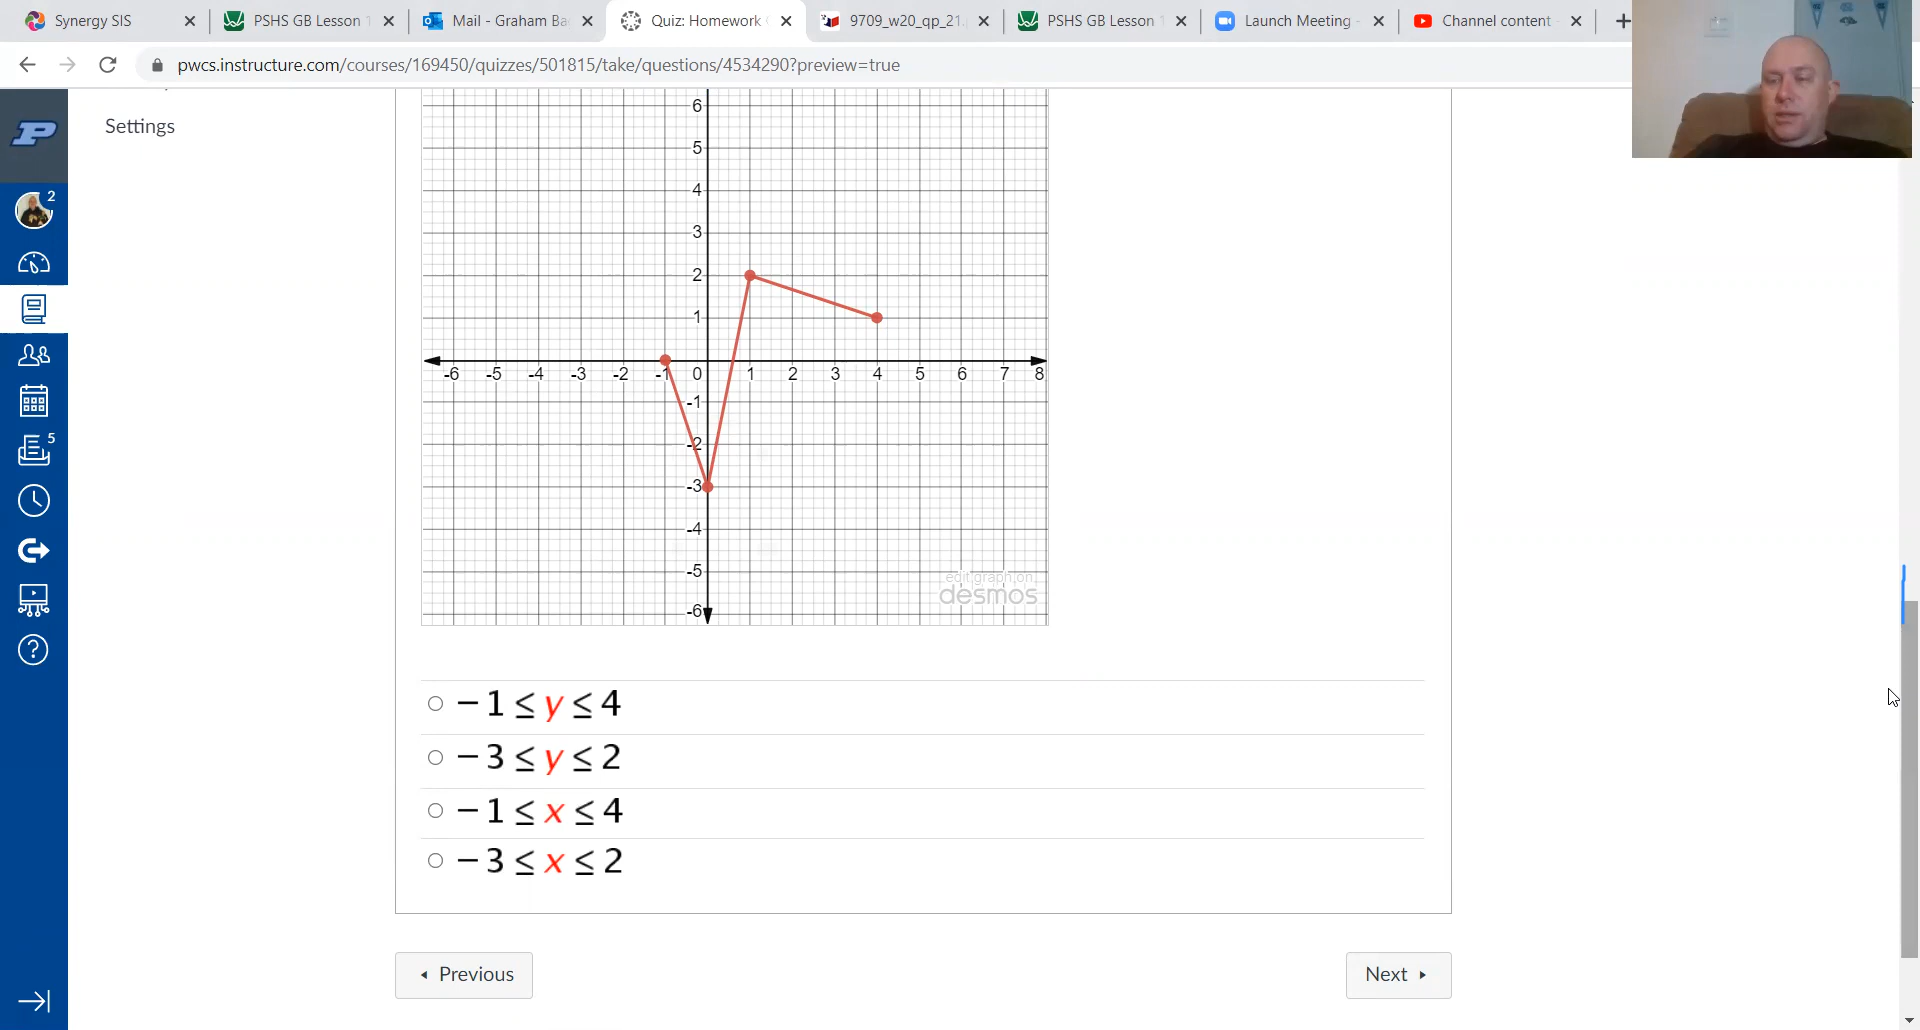 Synergy SIS
PSHS GB Lesson
Mail - Graham Ba
Quiz: Homework
9709_w20_qp_21.
PSHS GB Lesson
Launch Meeting -
Channel content
pwcs.instructure.com/courses/169450/quizzes/501815/take/questions/4534290?preview=true
P
Settings
2
5
6
5
4
3
2
1
-6 -5 -4 -3 -2 -1 0 1 2 3 4 5 6 7 8
-1
-2
-3
-4
-5
-6
edit graph on
desmos
− 1 ≤ y ≤ 4
− 3 ≤ y ≤ 2
− 1 ≤ x ≤ 4
− 3 ≤ x ≤ 2
Previous
Next